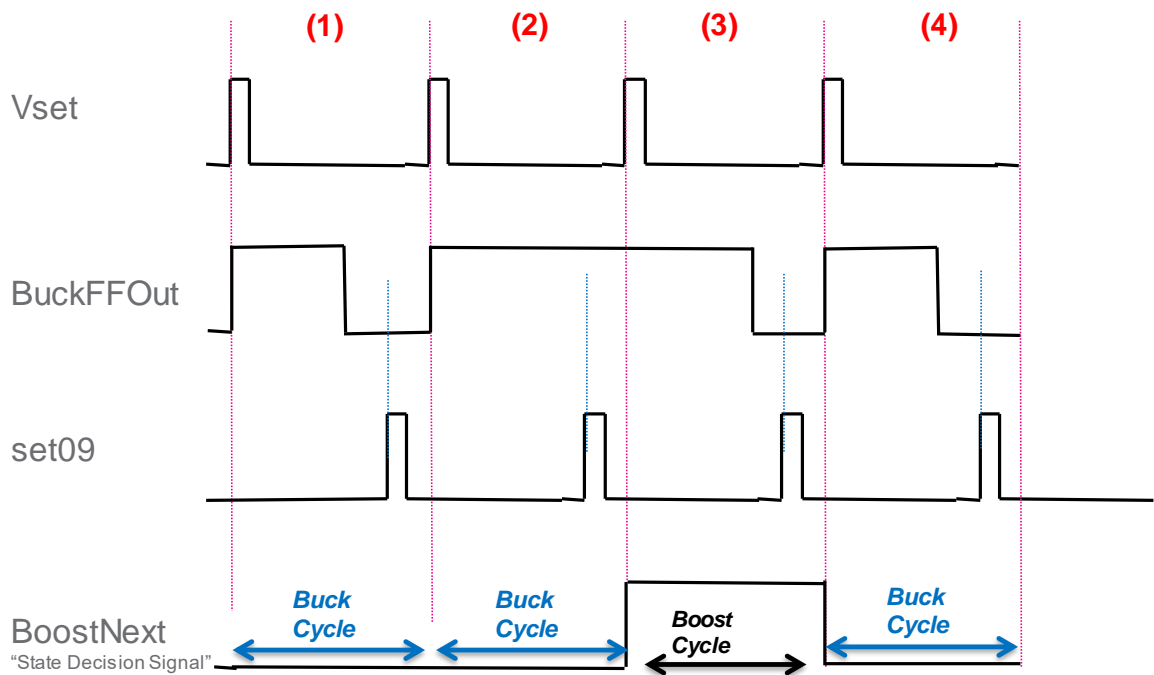 (1) (2) (3) (4)
Vset
BuckFFOut
set09
Buck
Cycle
Buck
Cycle
Boost
Cycle
Buck
Cycle
BoostNext
“State Decision Signal”